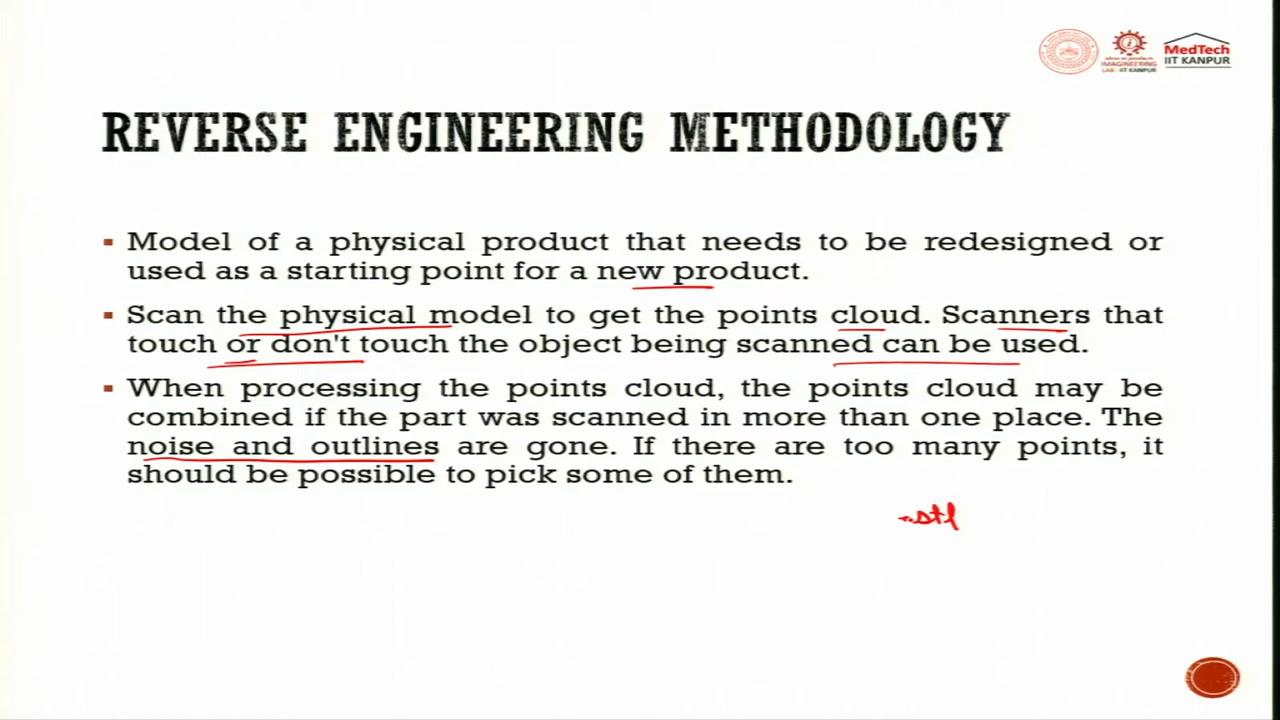 MedTech
IIT KANPUR
IMAGINEERING
LAB IIT KANPUR
REVERSE ENGINEERING METHODOLOGY
Model of a physical product that needs to be redesigned or
used as a starting point for a new product.
Scan the physical model to get the points cloud. Scanners that
touch or don't touch the object being scanned can be used.
When processing the points cloud, the points cloud may be
combined if the part was scanned in more than one place. The
noise and outlines are gone. If there are too many points, it
should be possible to pick some of them.
.stl